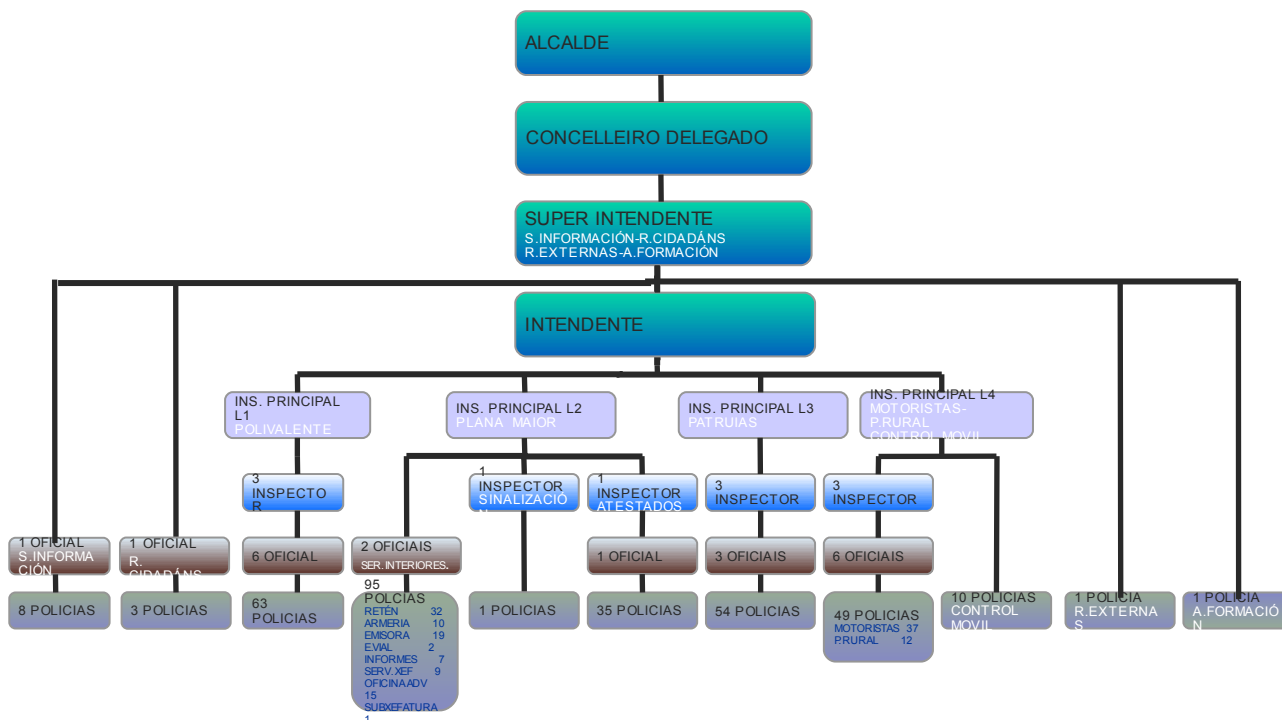 ALCALDE
CONCELLEIRO DELEGADO
SUPER INTENDENTE
S.INFORMACIÓN-R.CIDADÁNS
R.EXTERNAS-A.FORMACIÓN
INTENDENTE
INS. PRINCIPAL
L1
POLIVALENTE
INS. PRINCIPAL L2
PLANA MAIOR
INS. PRINCIPAL L3
PATRUIAS
INS. PRINCIPAL L4
MOTORISTAS-
P.RURAL
CONTROL MOVIL
3
INSPECTO
R
1
INSPECTOR
SINALIZACIÓ
N
1
INSPECTOR
ATESTADOS
3
INSPECTOR
3
INSPECTOR
1 OFICIAL
S.INFORMA
CIÓN
1 OFICIAL
R.
CIDADÁNS
6 OFICIAL
2 OFICIAIS
SER.INTERIORES.
1 OFICIAL
3 OFICIAIS
6 OFICIAIS
8 POLICIAS
3 POLICIAS
63
POLICIAS
95
POLCIAS
RETÉN 32
ARMERIA 10
EMISORA 19
E.VIAL 2
INFORMES 7
SERV.XEF 9
OFICINA ADV
15
SUBXEFATURA
1
1 POLICIAS
35 POLICIAS
54 POLICIAS
49 POLICIAS
MOTORISTAS 37
P.RURAL 12
10 POLICIAS
CONTROL
MOVIL
1 POLICIA
R.EXTERNA
S
1 POLICIA
A.FORMACIÓ
N